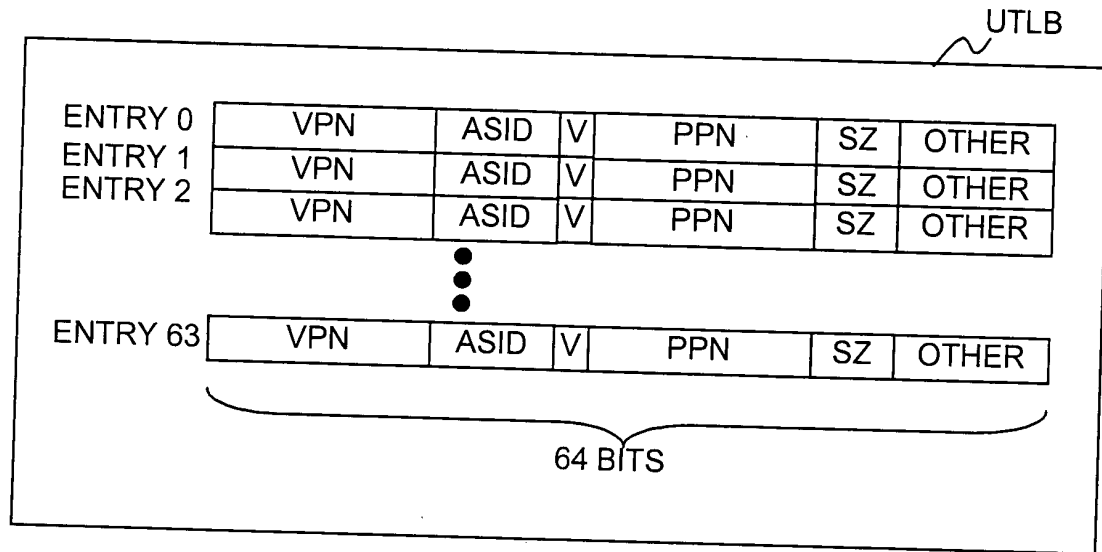 UTLB
ENTRY 0 VPN ASID V PPN SZ OTHER
ENTRY 1 VPN ASID V PPN SZ OTHER
ENTRY 2 VPN ASID V PPN SZ OTHER
ENTRY 63 VPN ASID V PPN SZ OTHER
64 BITS